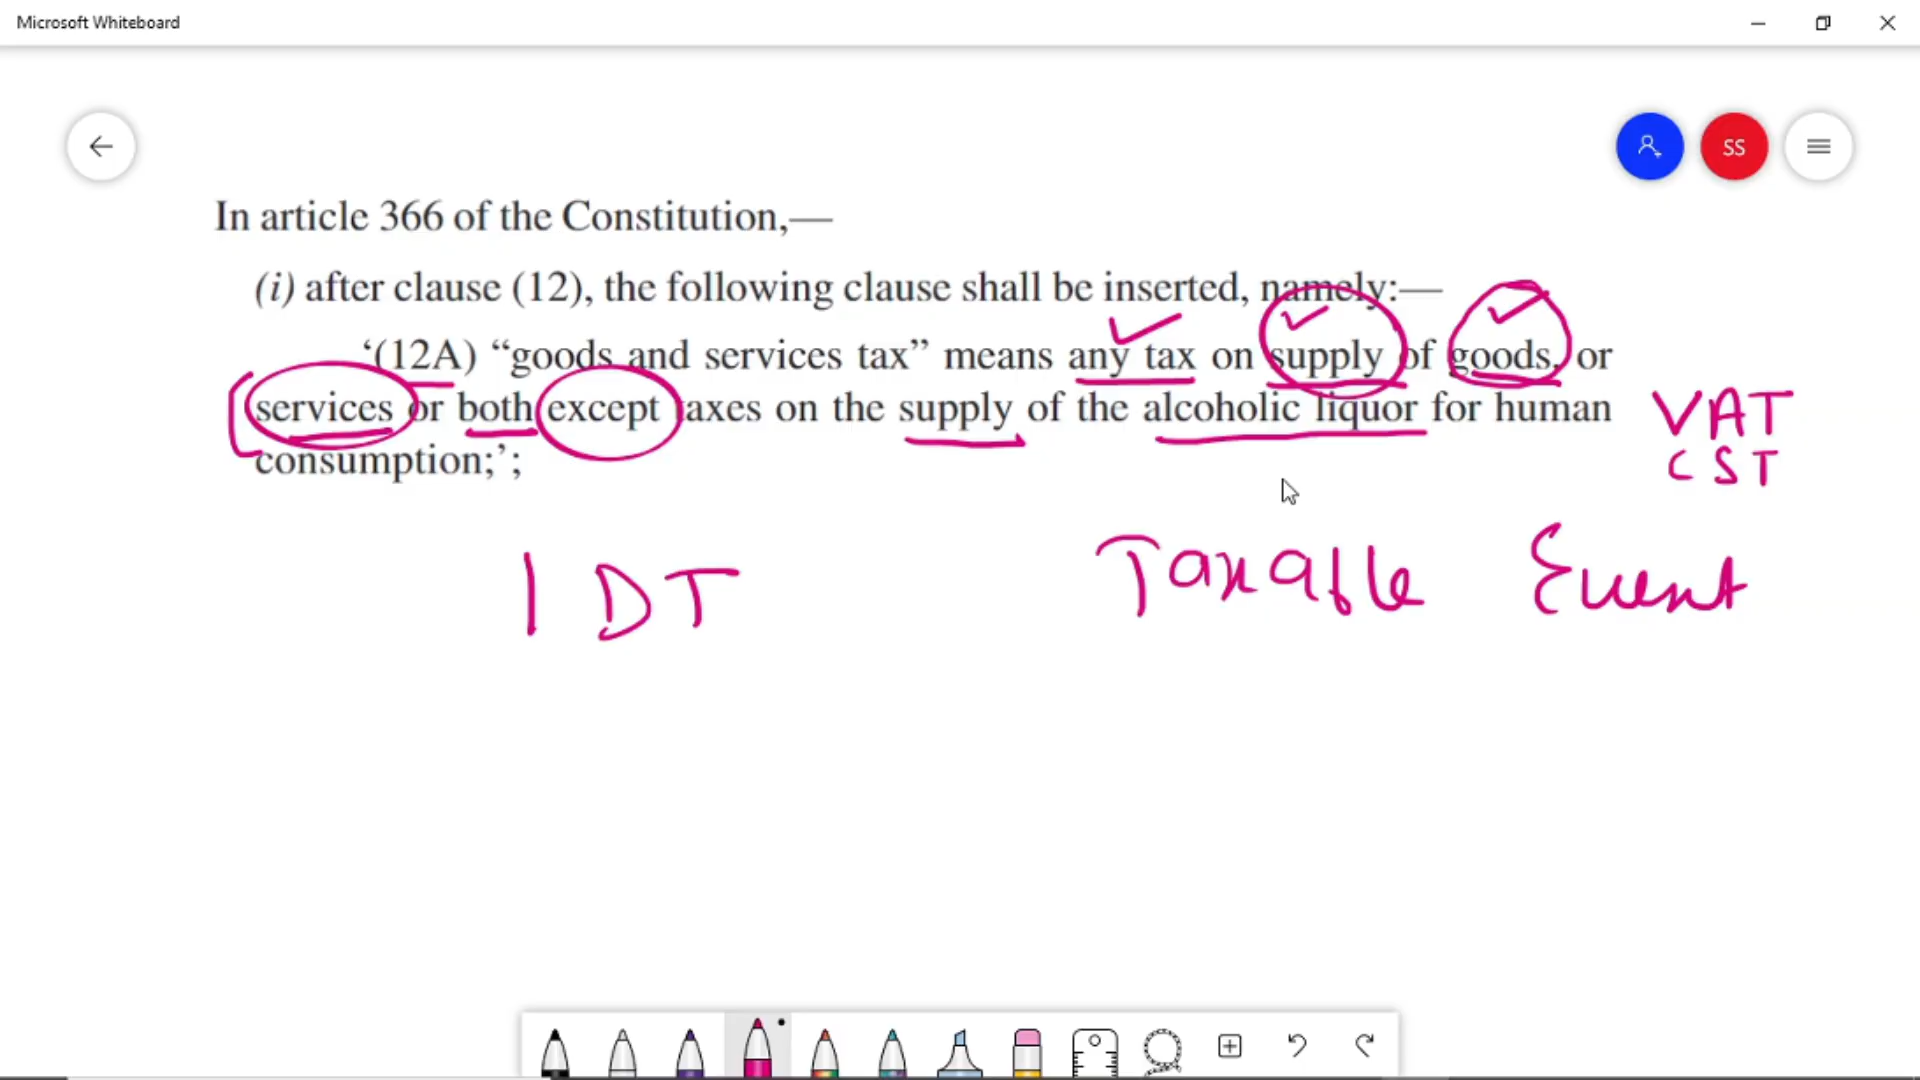 Microsoft Whiteboard
SS
In article 366 of the Constitution,—
(i) after clause (12), the following clause shall be inserted, namely:—
‘(12A) “goods and services tax” means any tax on supply of goods, or
services or both except taxes on the supply of the alcoholic liquor for human
consumption;’;
VAT
CST
IDT
Taxable Event